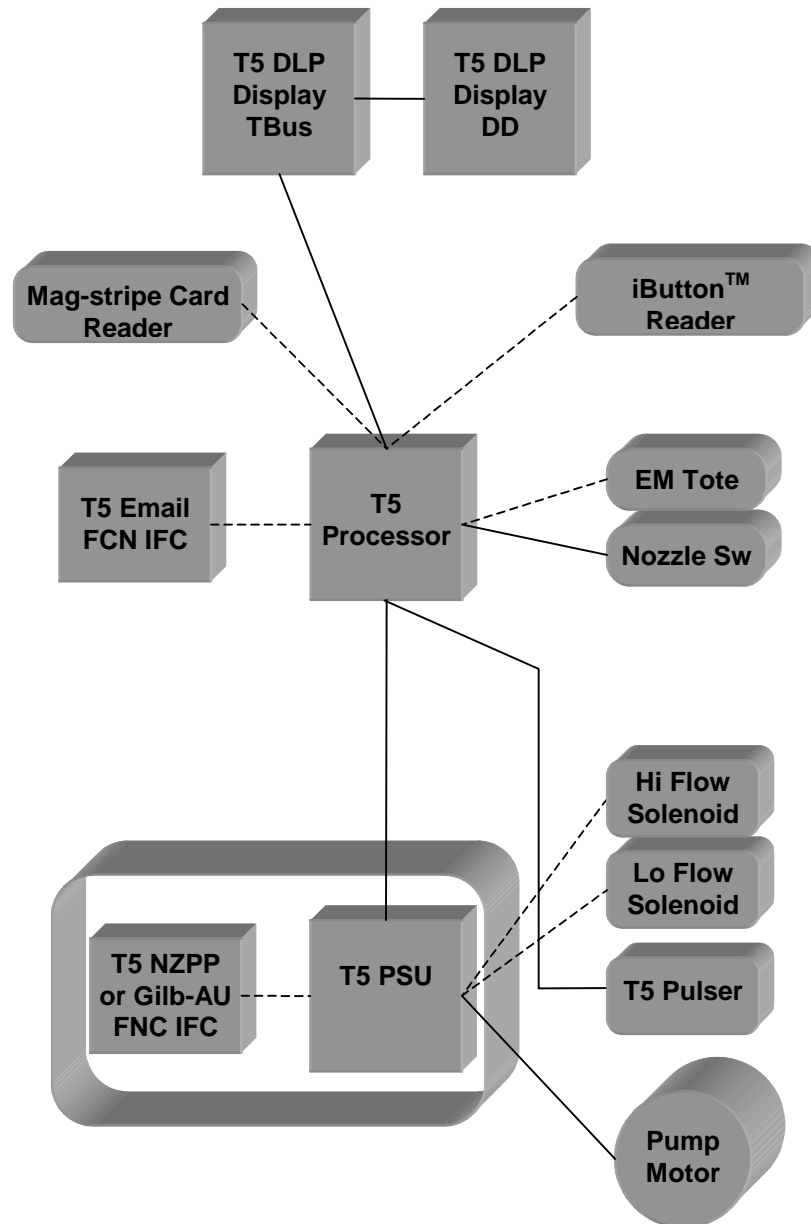 T5 DLP
Display
TBus
T5 DLP
Display
DD
Mag-stripe Card
Reader
iButton™
Reader
T5 Email
FCN IFC
T5
Processor
EM Tote
Nozzle Sw
Hi Flow
Solenoid
Lo Flow
Solenoid
T5 NZPP
or Gilb-AU
FNC IFC
T5 PSU
T5 Pulser
Pump
Motor